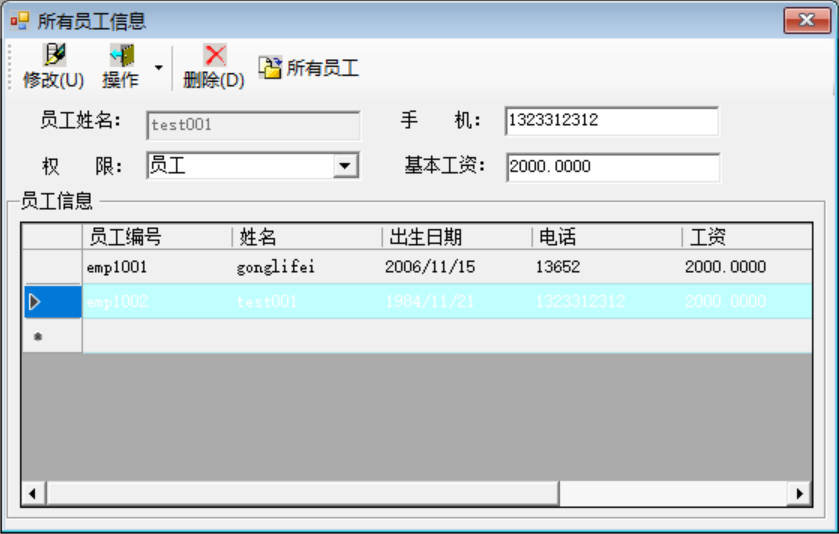 所有员工信息
修改(U) 操作 删除(D) 所有员工
员工姓名: test001 手 机: 1323312312
权 限: 员工 基本工资: 2000.0000
员工信息
员工编号 姓名 出生日期 电话 工资
emp1001 gonglifei 2006/11/15 13652 2000.0000
emp1002 test001 1984/11/21 1323312312 2000.0000
*